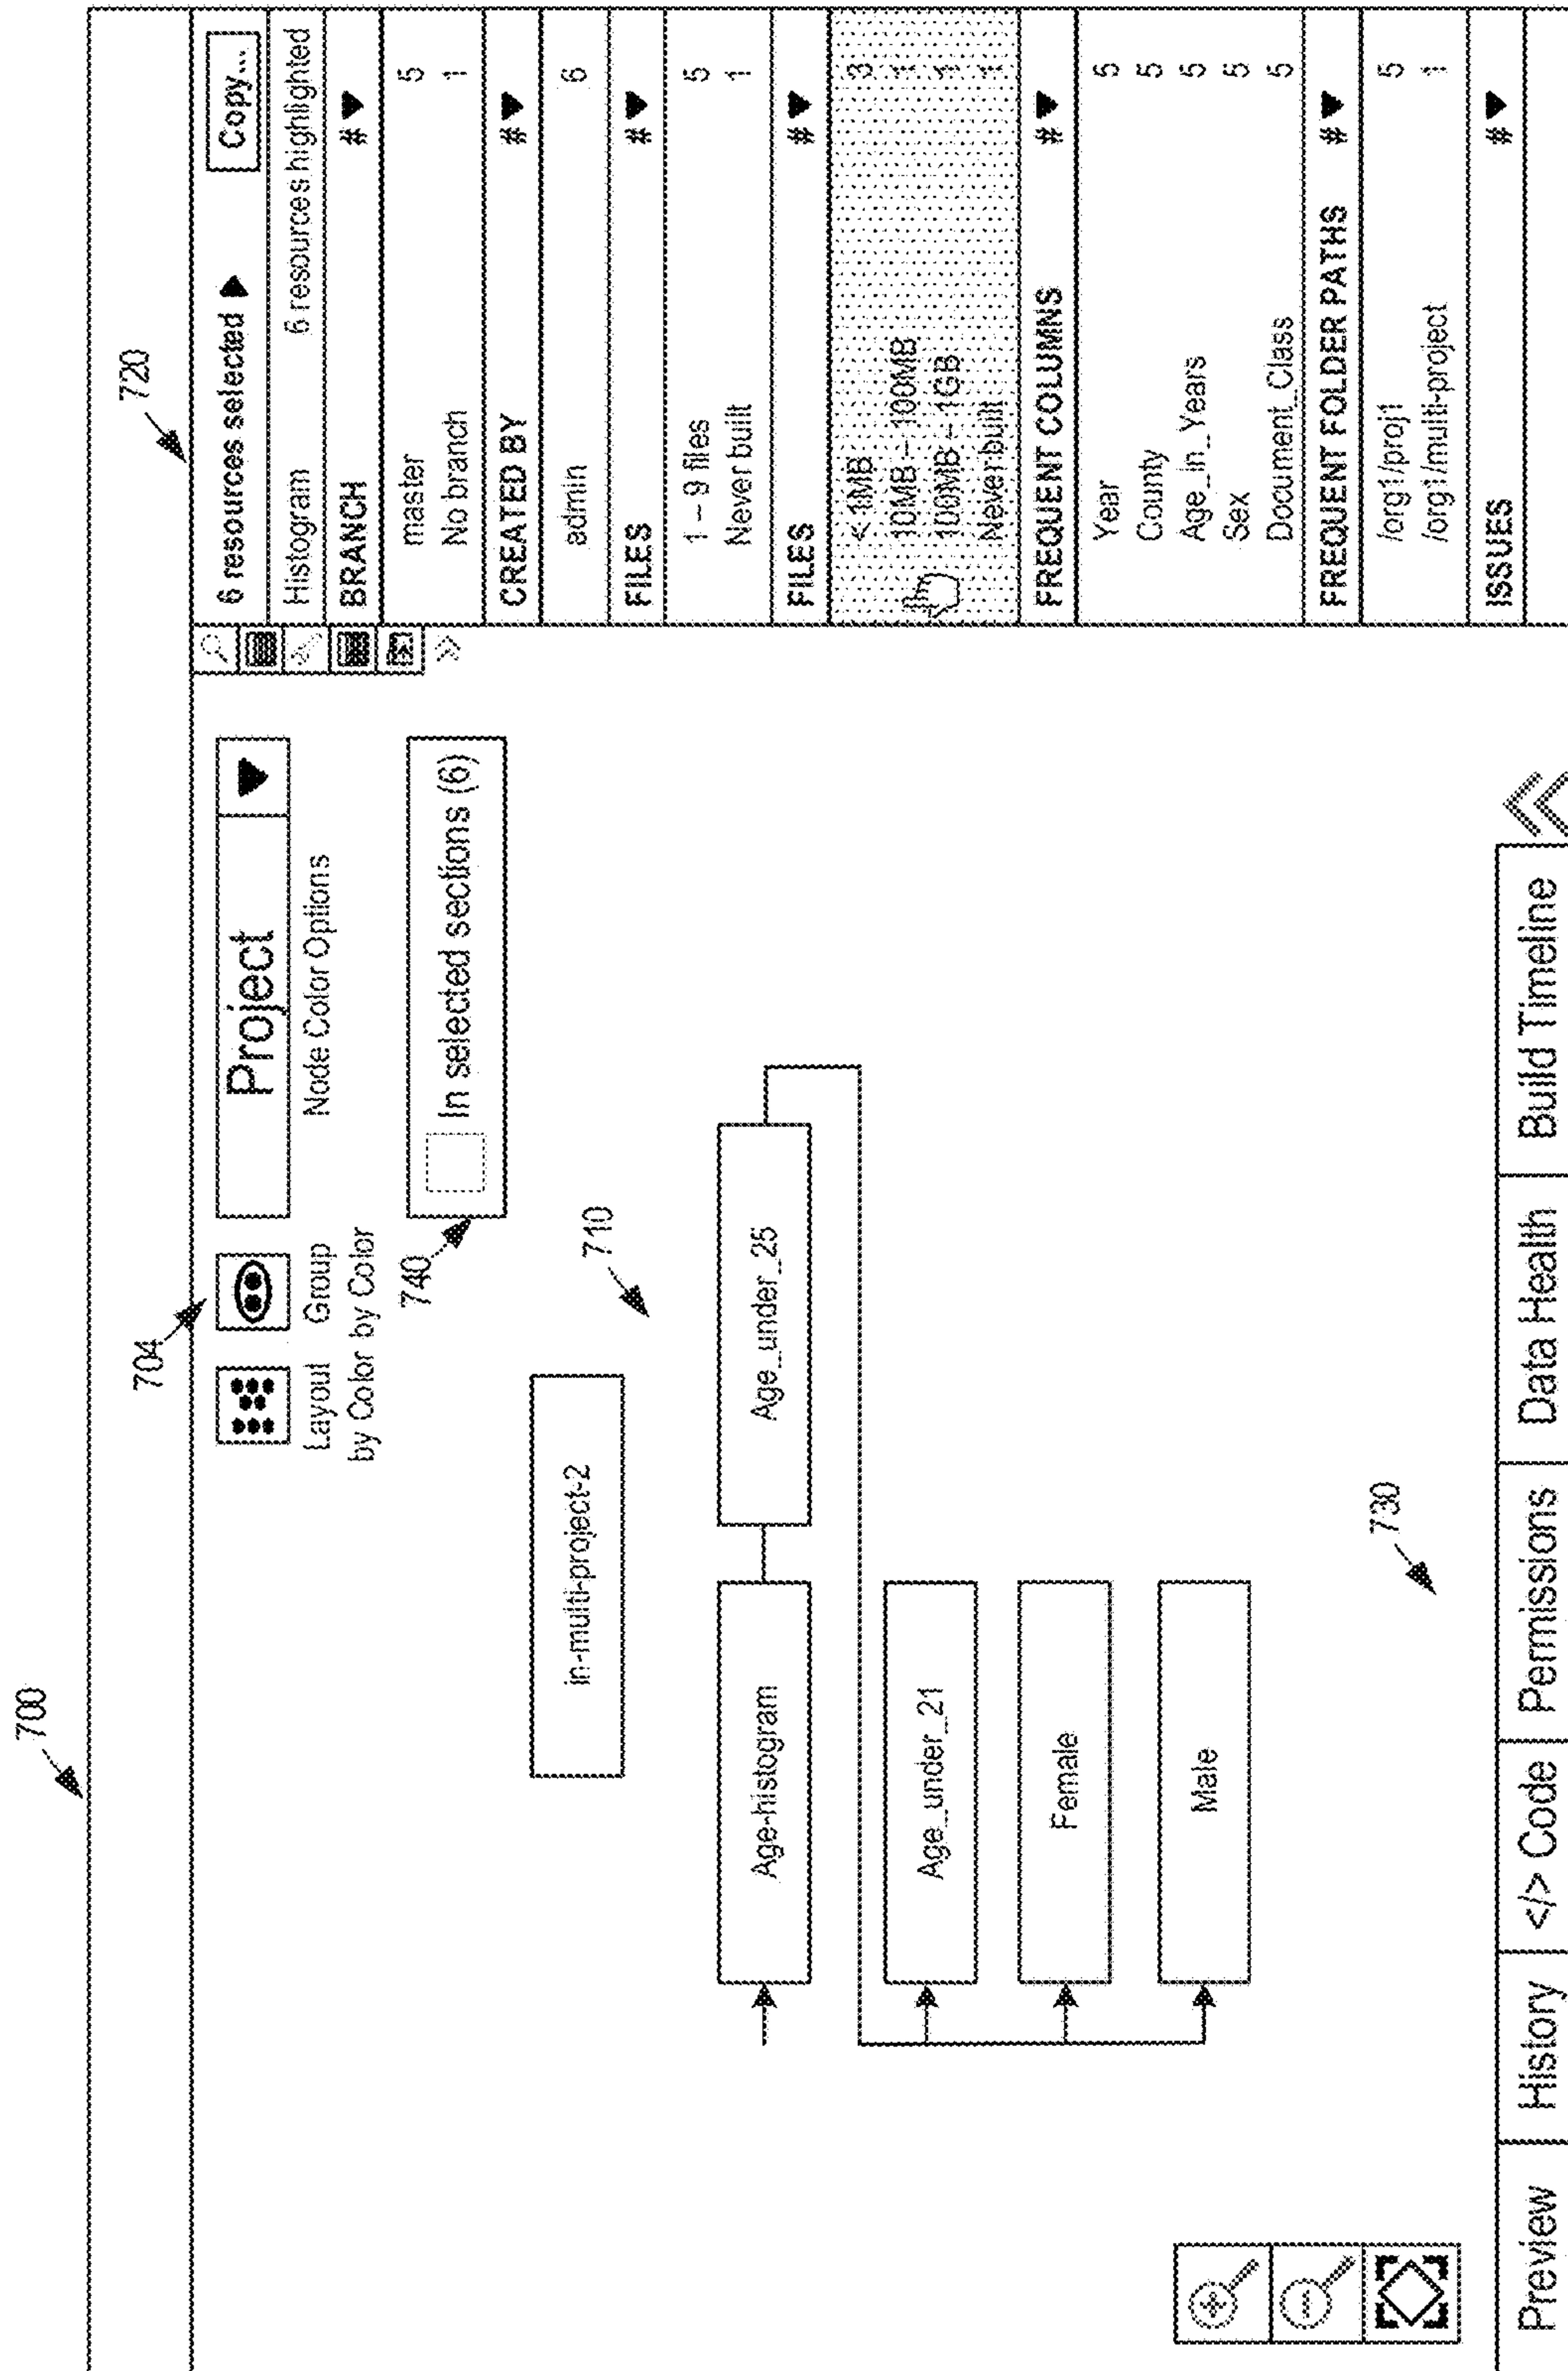 700
704
720
Project
Layout
by Color
Group
by Color
Node Color Options
740
In selected sections (6)
in-multi-project-2
710
Age-histogram
Age_under_25
Age_under_21
Female
Male
730
Preview
History
</> Code
Permissions
Data Health
Build Timeline
6 resources selected
Copy...
Histogram 6 resources highlighted
BRANCH #
master 5
No branch 1
CREATED BY #
admin 6
FILES #
1 – 9 files 5
Never built 1
FILES #
< 1MB 3
10MB – 100MB 1
100MB – 1GB 1
Never built 1
FREQUENT COLUMNS #
Year 5
County 5
Age_In_Years 5
Sex 5
Document_Class 5
FREQUENT FOLDER PATHS #
/org1/proj1 5
/org1/multi-project 1
ISSUES #